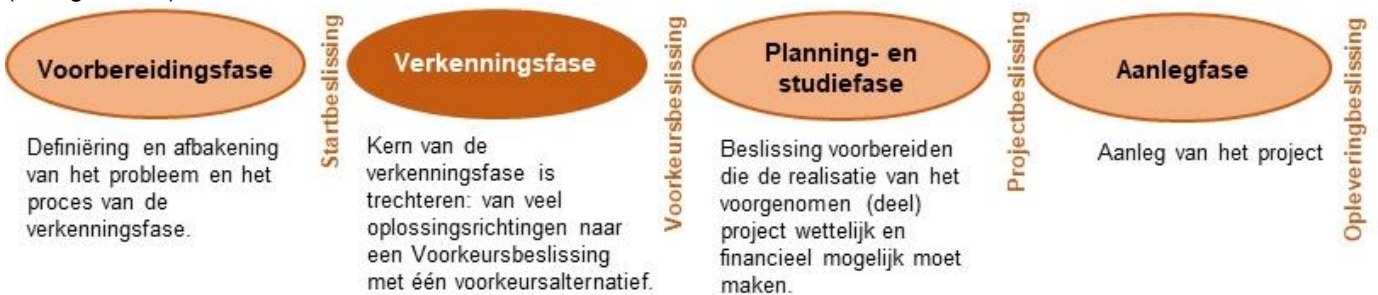 Voorbereidingsfase
Definiëring en afbakening
van het probleem en het
proces van de
verkenningsfase.
Startbeslissing
Verkenningsfase
Kern van de
verkenningsfase is
trechteren: van veel
oplossingsrichtingen naar
een Voorkeursbeslissing
met één voorkeursalternatief.
Voorkeursbeslissing
Planning- en
studiefase
Beslissing voorbereiden
die de realisatie van het
voorgenomen (deel)
project wettelijk en
financieel mogelijk moet
maken.
Projectbeslissing
Aanlegfase
Aanleg van het project
Opleveringbeslissing